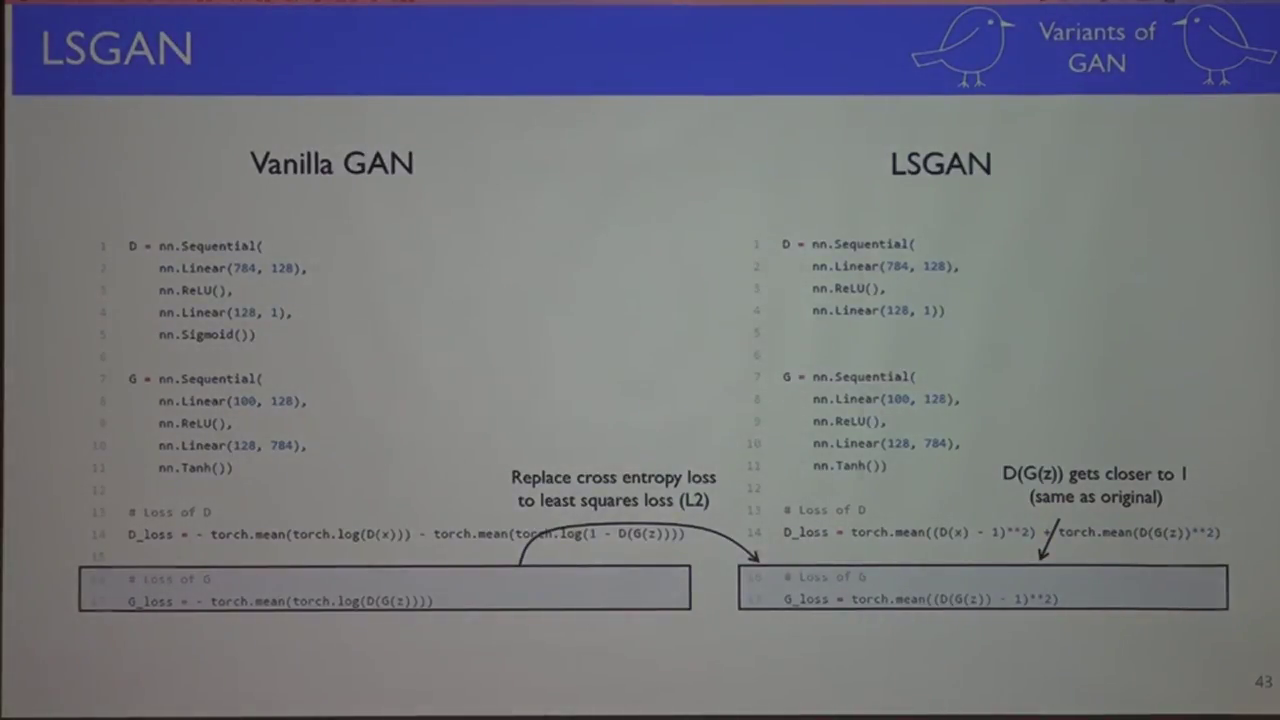 LSGAN
Variants of
GAN
Vanilla GAN
1 D = nn.Sequential(
2 nn.Linear(784, 128),
3 nn.ReLU(),
4 nn.Linear(128, 1),
5 nn.Sigmoid())
6
7 G = nn.Sequential(
8 nn.Linear(100, 128),
9 nn.ReLU(),
10 nn.Linear(128, 784),
11 nn.Tanh())
12
13 # Loss of D
14 D_loss = - torch.mean(torch.log(D(x))) - torch.mean(torch.log(1 - D(G(z))))
15
16 # Loss of G
17 G_loss = - torch.mean(torch.log(D(G(z))))
Replace cross entropy loss
to least squares loss (L2)
LSGAN
1 D = nn.Sequential(
2 nn.Linear(784, 128),
3 nn.ReLU(),
4 nn.Linear(128, 1))
5
6
7 G = nn.Sequential(
8 nn.Linear(100, 128),
9 nn.ReLU(),
10 nn.Linear(128, 784),
11 nn.Tanh())
12
13 # Loss of D
14 D_loss = torch.mean((D(x) - 1)**2) + torch.mean(D(G(z))**2)
16 # Loss of G
17 G_loss = torch.mean((D(G(z)) - 1)**2)
D(G(z)) gets closer to 1
(same as original)
43